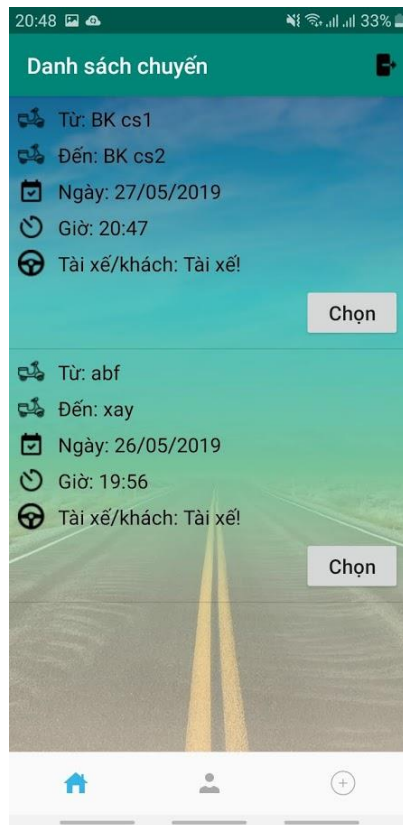 20:48 33%
Danh sách chuyến
Từ: BK cs1
Đến: BK cs2
Ngày: 27/05/2019
Giờ: 20:47
Tài xế/khách: Tài xế!
Chọn
Từ: abf
Đến: xay
Ngày: 26/05/2019
Giờ: 19:56
Tài xế/khách: Tài xế!
Chọn